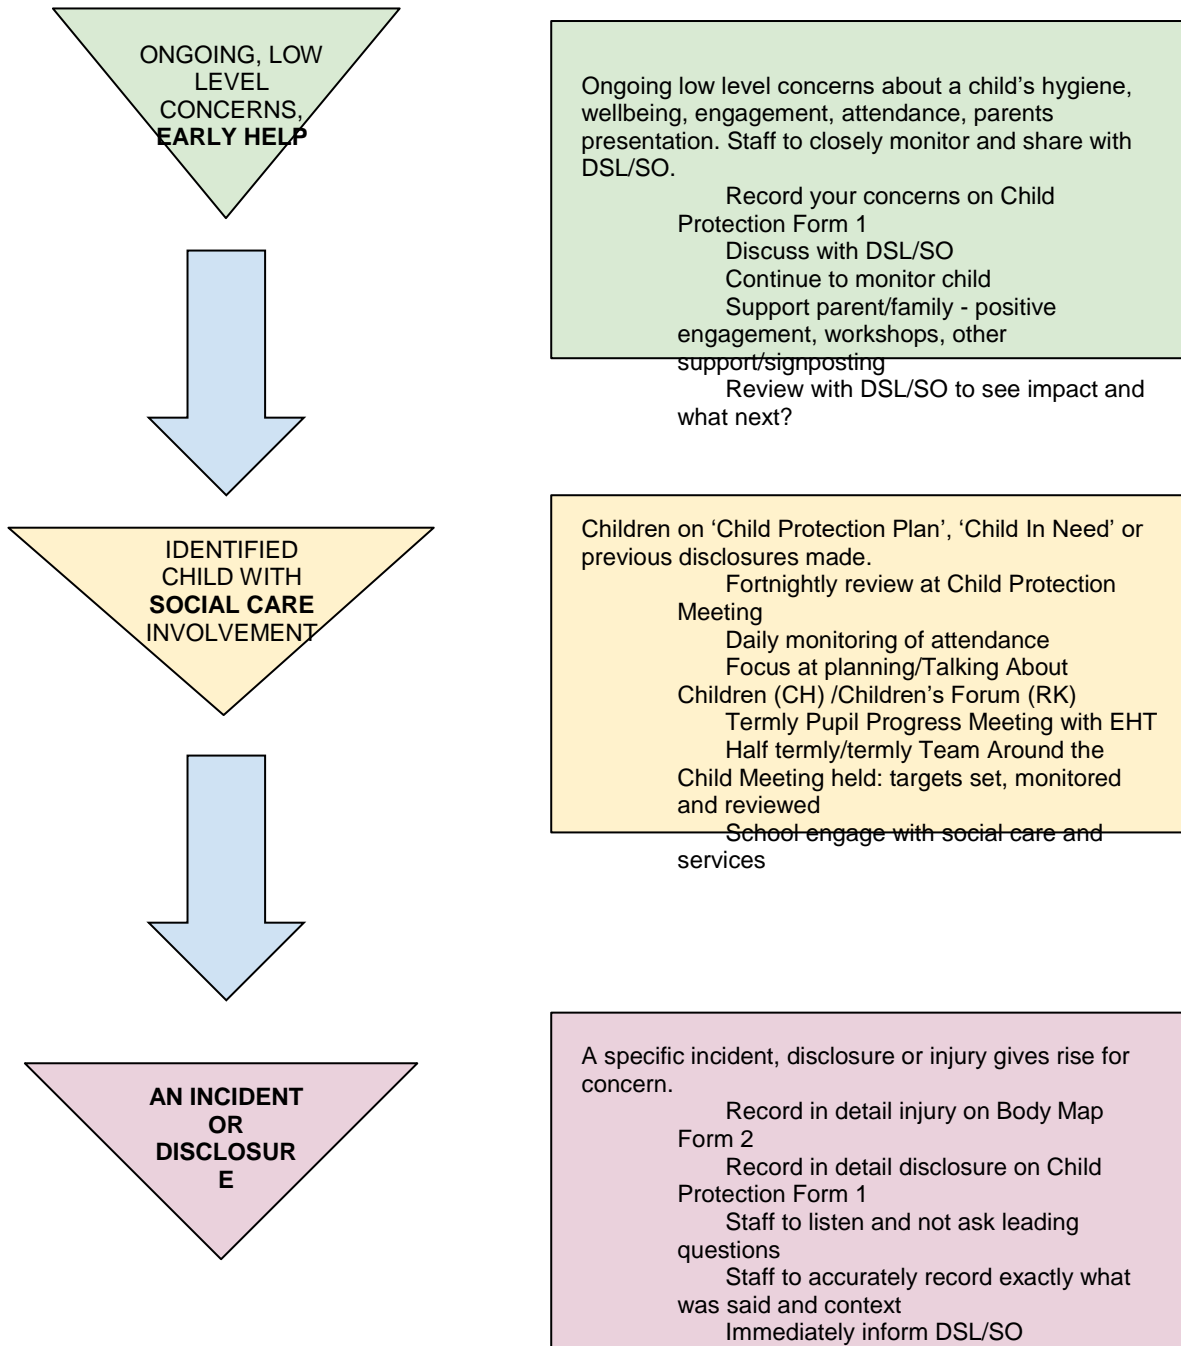 ONGOING, LOW
LEVEL
CONCERNS,
EARLY HELP
Ongoing low level concerns about a child’s hygiene,
wellbeing, engagement, attendance, parents
presentation. Staff to closely monitor and share with
DSL/SO.
Record your concerns on Child
Protection Form 1
Discuss with DSL/SO
Continue to monitor child
Support parent/family - positive
engagement, workshops, other
support/signposting
Review with DSL/SO to see impact and
what next?
IDENTIFIED
CHILD WITH
SOCIAL CARE
INVOLVEMENT
Children on ‘Child Protection Plan’, ‘Child In Need’ or
previous disclosures made.
Fortnightly review at Child Protection
Meeting
Daily monitoring of attendance
Focus at planning/Talking About
Children (CH) /Children’s Forum (RK)
Termly Pupil Progress Meeting with EHT
Half termly/termly Team Around the
Child Meeting held: targets set, monitored
and reviewed
School engage with social care and
services
AN INCIDENT
OR
DISCLOSUR
E
A specific incident, disclosure or injury gives rise for
concern.
Record in detail injury on Body Map
Form 2
Record in detail disclosure on Child
Protection Form 1
Staff to listen and not ask leading
questions
Staff to accurately record exactly what
was said and context
Immediately inform DSL/SO